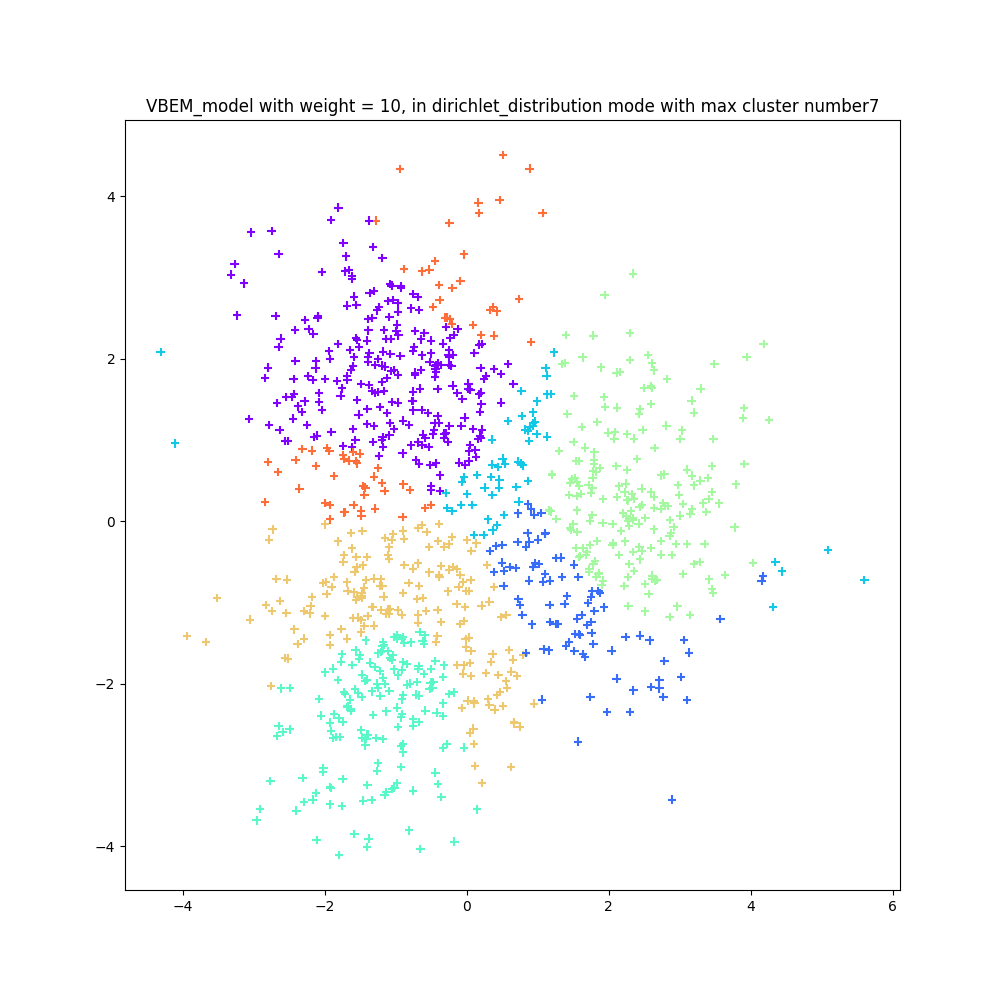 VBEM_model with weight = 10, in dirichlet_distribution mode with max cluster number7
4
2
0
−2
−4
−4 −2 0 2 4 6